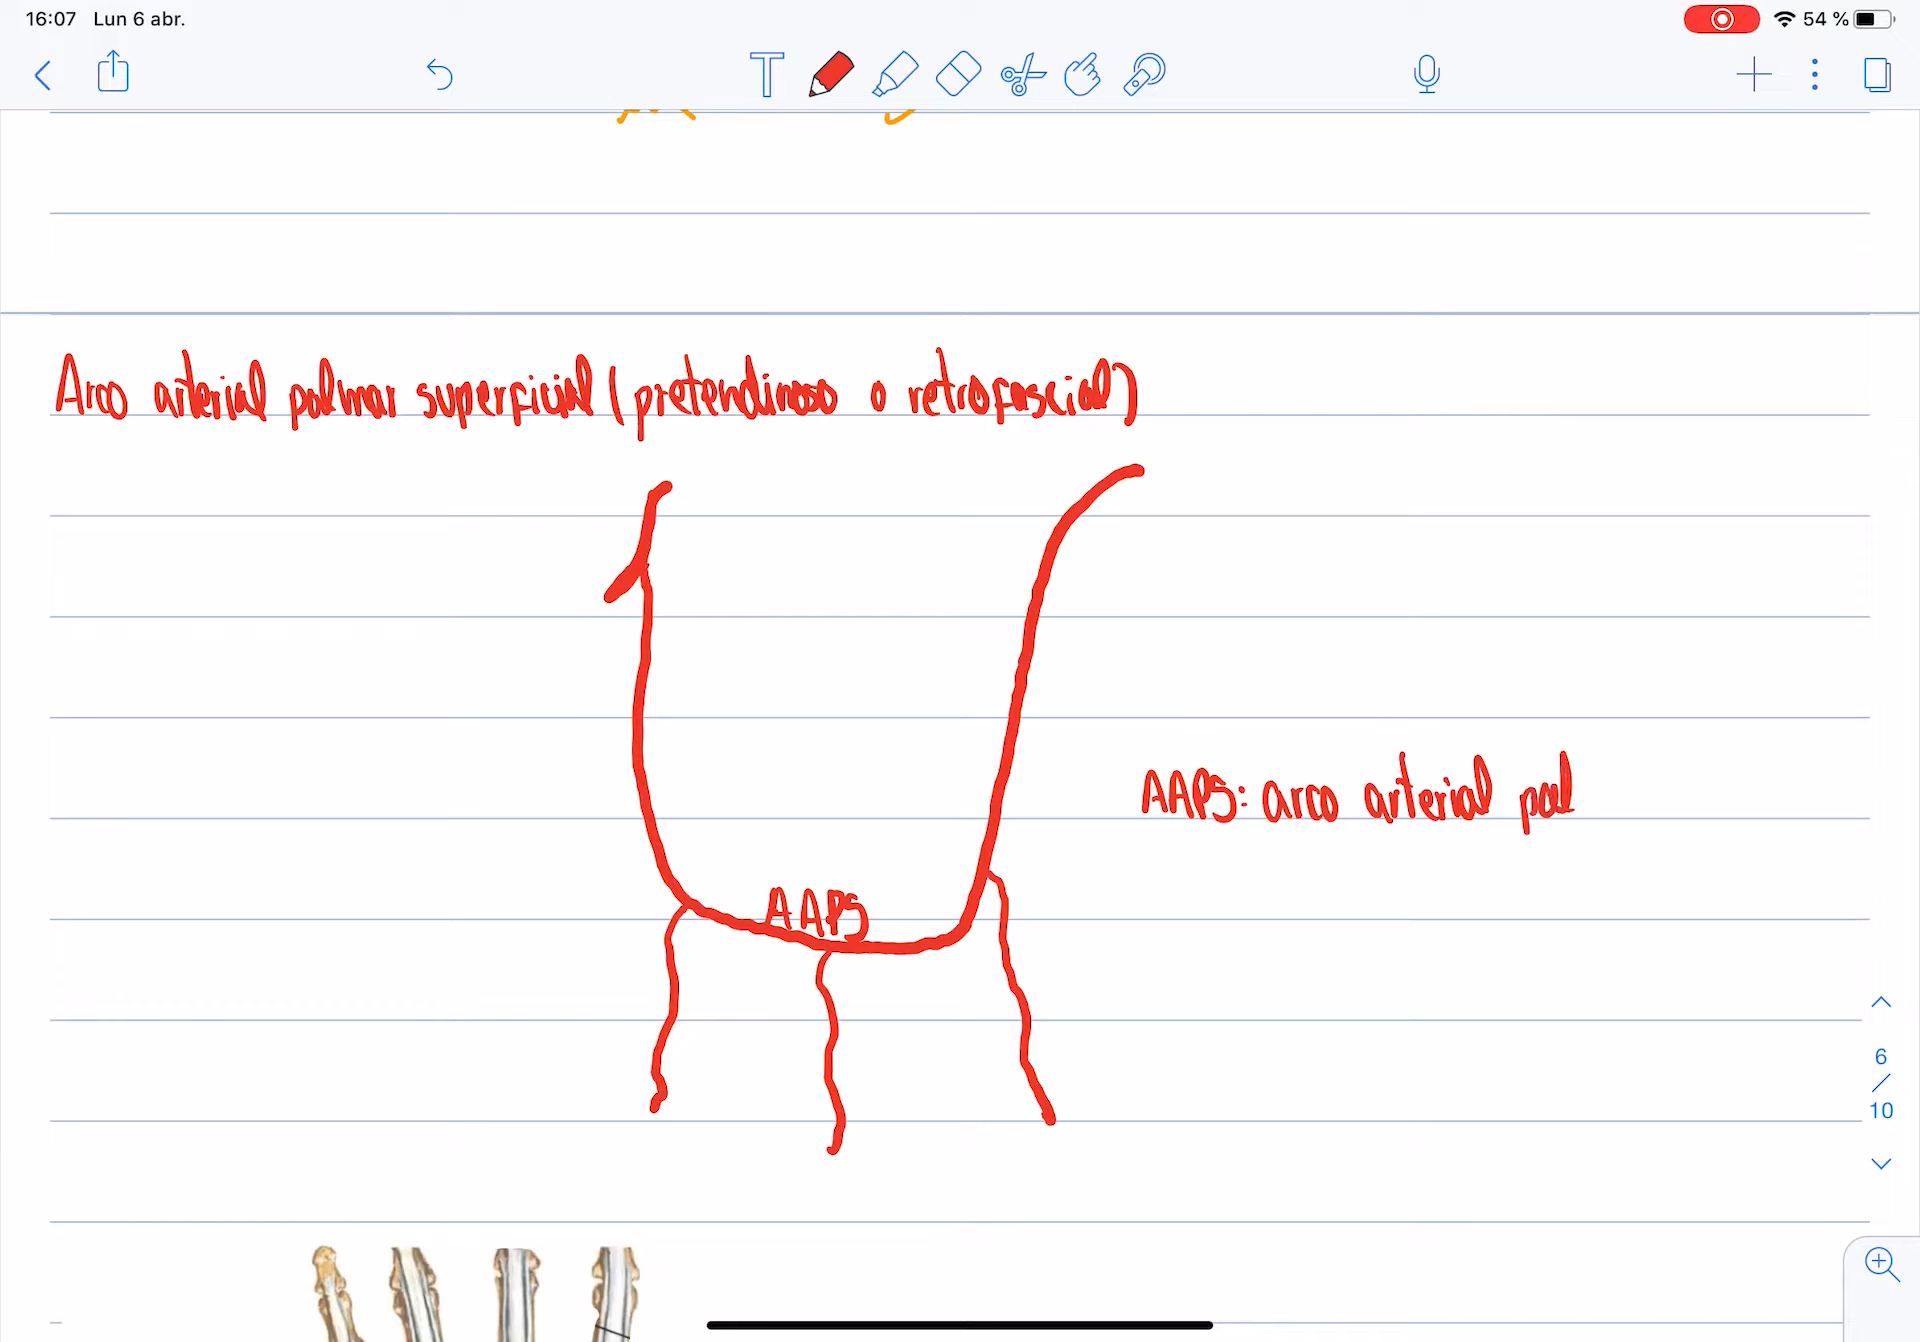 16:07 Lun 6 abr. 54 %
Arco arterial palmar superficial (pretendinoso o retrofascial)
AAPS: arco arterial pal
AAPS
6
/
10